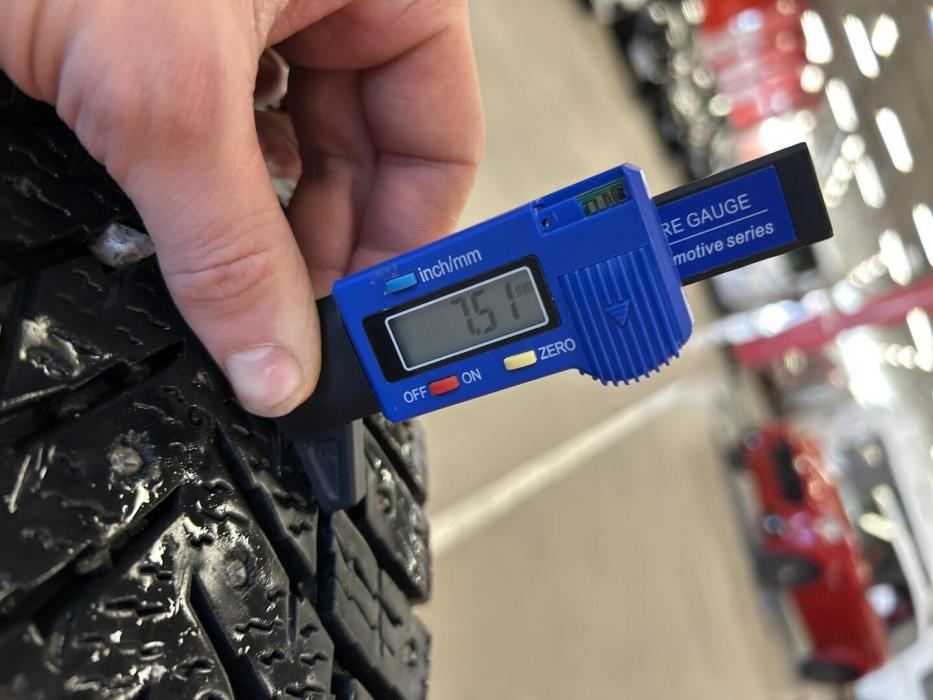 RE GAUGE
motive series
inch/mm
7.51 mm
ZERO
OFF ON